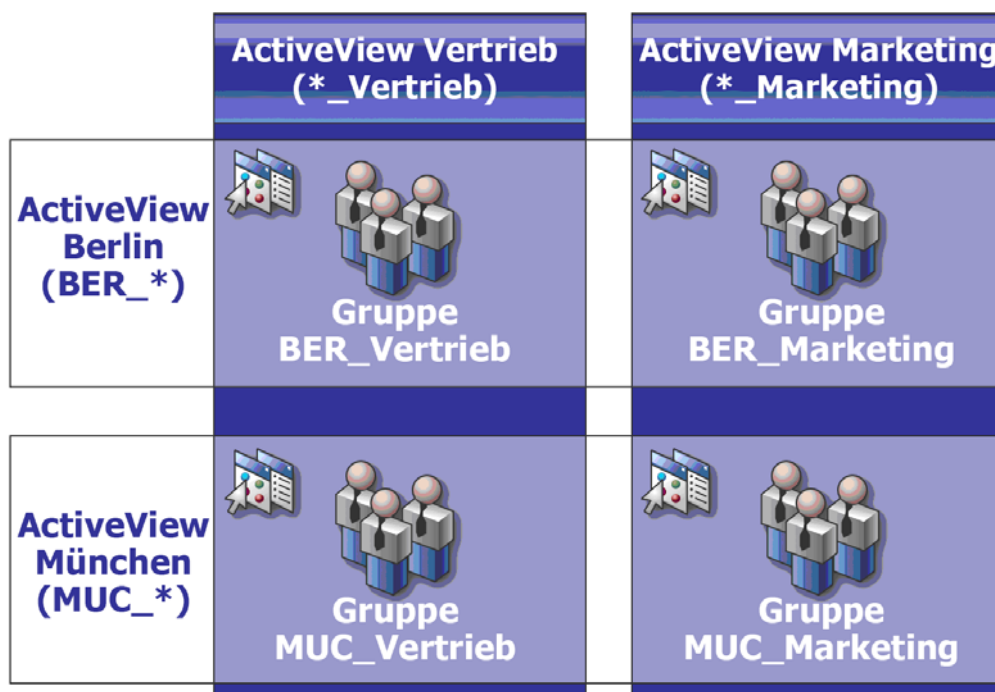 ActiveView Vertrieb
(*_Vertrieb)
ActiveView Marketing
(*_Marketing)
ActiveView
Berlin
(BER_*)
Gruppe
BER_Vertrieb
Gruppe
BER_Marketing
ActiveView
München
(MUC_*)
Gruppe
MUC_Vertrieb
Gruppe
MUC_Marketing